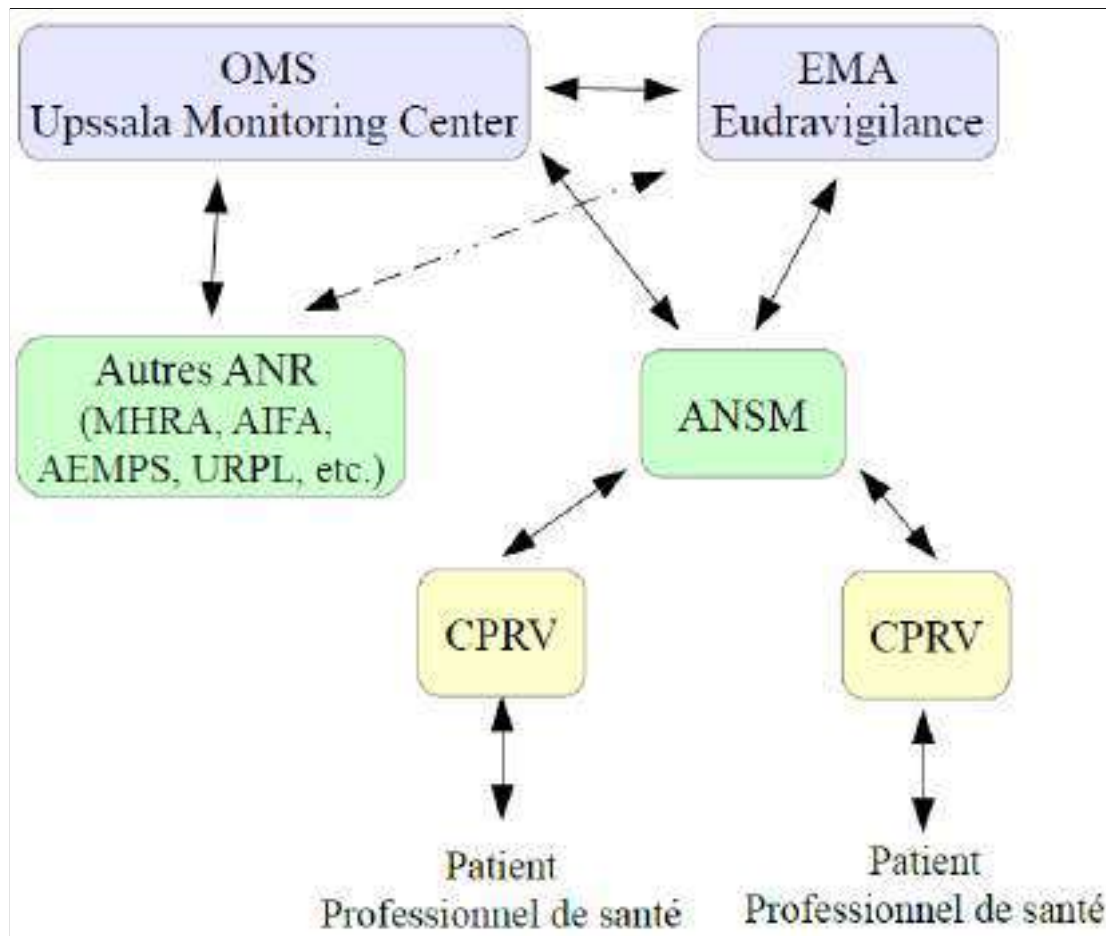 OMS
Upssala Monitoring Center
EMA
Eudravigilance
Autres ANR
(MHRA, AIFA,
AEMPS, URPL, etc.)
ANSM
CPRV
CPRV
Patient
Professionnel de santé
Patient
Professionnel de santé